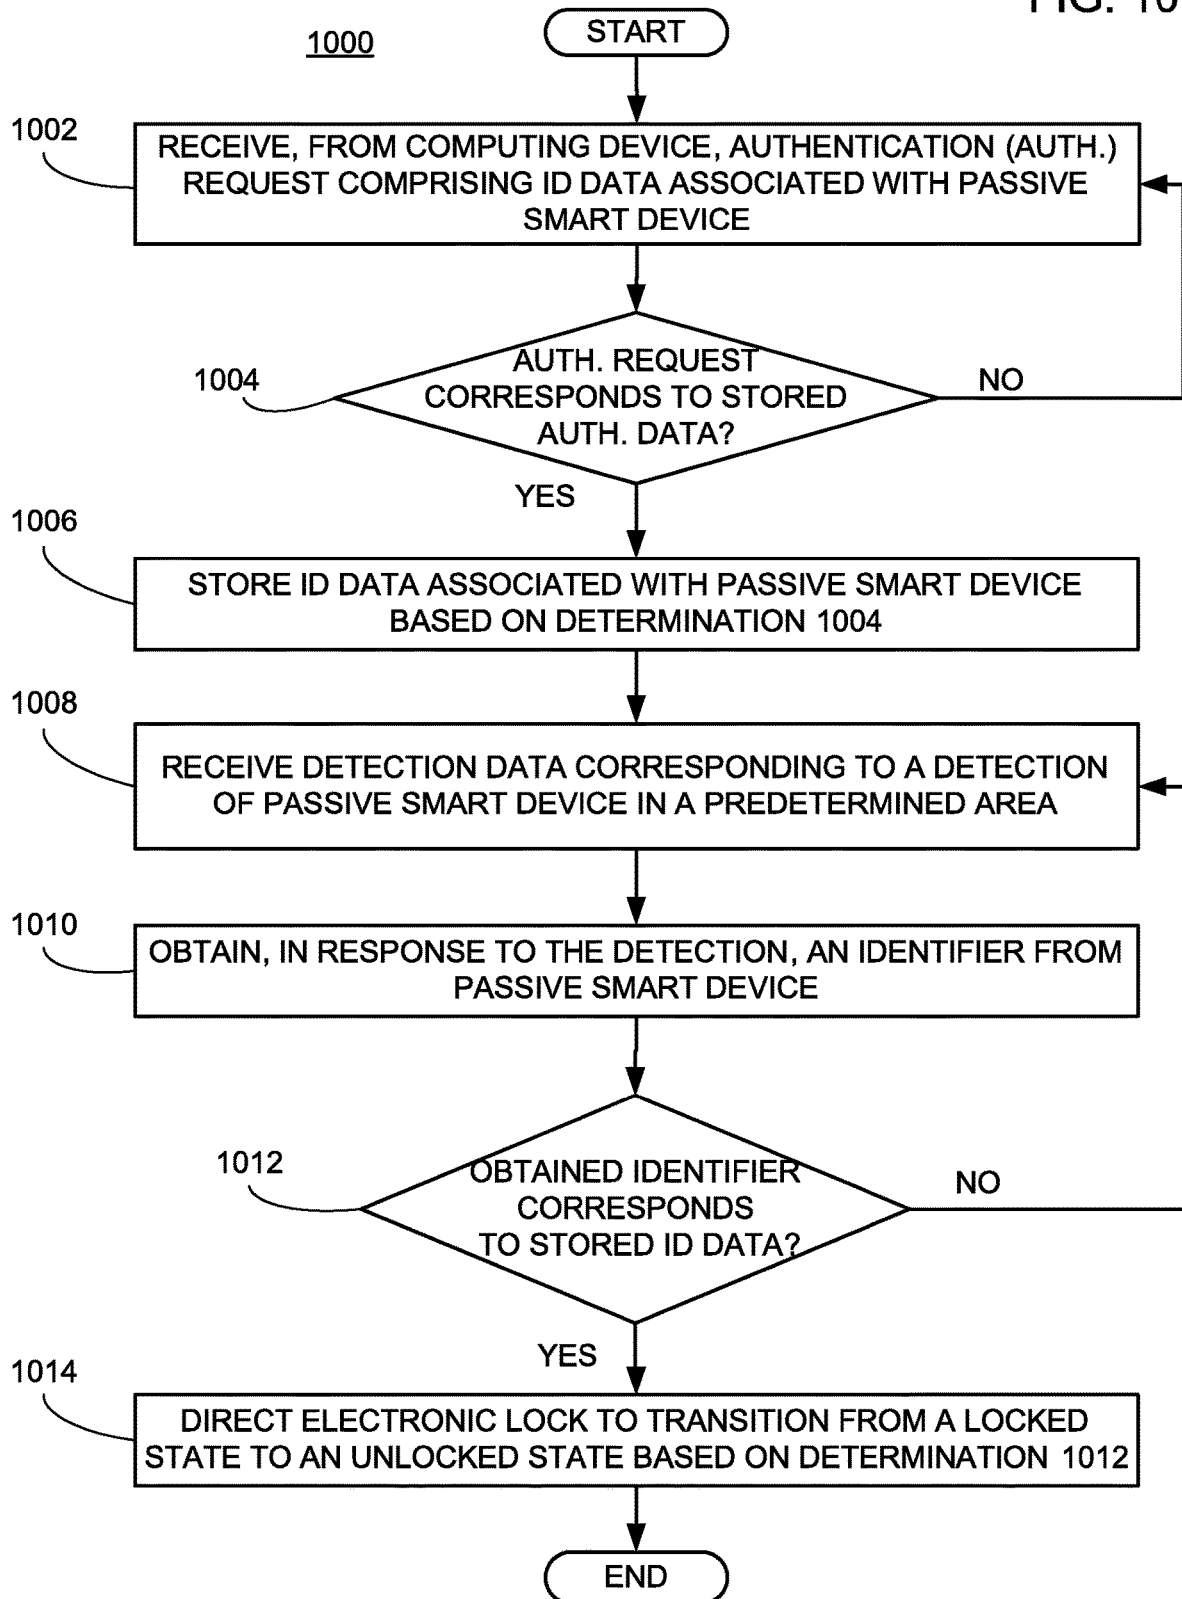 FIG. 10
1000
START
1002
RECEIVE, FROM COMPUTING DEVICE, AUTHENTICATION (AUTH.)
REQUEST COMPRISING ID DATA ASSOCIATED WITH PASSIVE
SMART DEVICE
1004
AUTH. REQUEST
CORRESPONDS TO STORED
AUTH. DATA?
NO
YES
1006
STORE ID DATA ASSOCIATED WITH PASSIVE SMART DEVICE
BASED ON DETERMINATION 1004
1008
RECEIVE DETECTION DATA CORRESPONDING TO A DETECTION
OF PASSIVE SMART DEVICE IN A PREDETERMINED AREA
1010
OBTAIN, IN RESPONSE TO THE DETECTION, AN IDENTIFIER FROM
PASSIVE SMART DEVICE
1012
OBTAINED IDENTIFIER
CORRESPONDS
TO STORED ID DATA?
NO
YES
1014
DIRECT ELECTRONIC LOCK TO TRANSITION FROM A LOCKED
STATE TO AN UNLOCKED STATE BASED ON DETERMINATION 1012
END